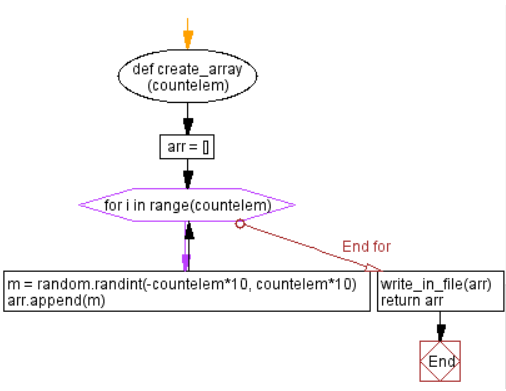 def create_array
(countelem)
arr = []
for i in range(countelem)
End for
m = random.randint(-countelem*10, countelem*10)
arr.append(m)
write_in_file(arr)
return arr
End